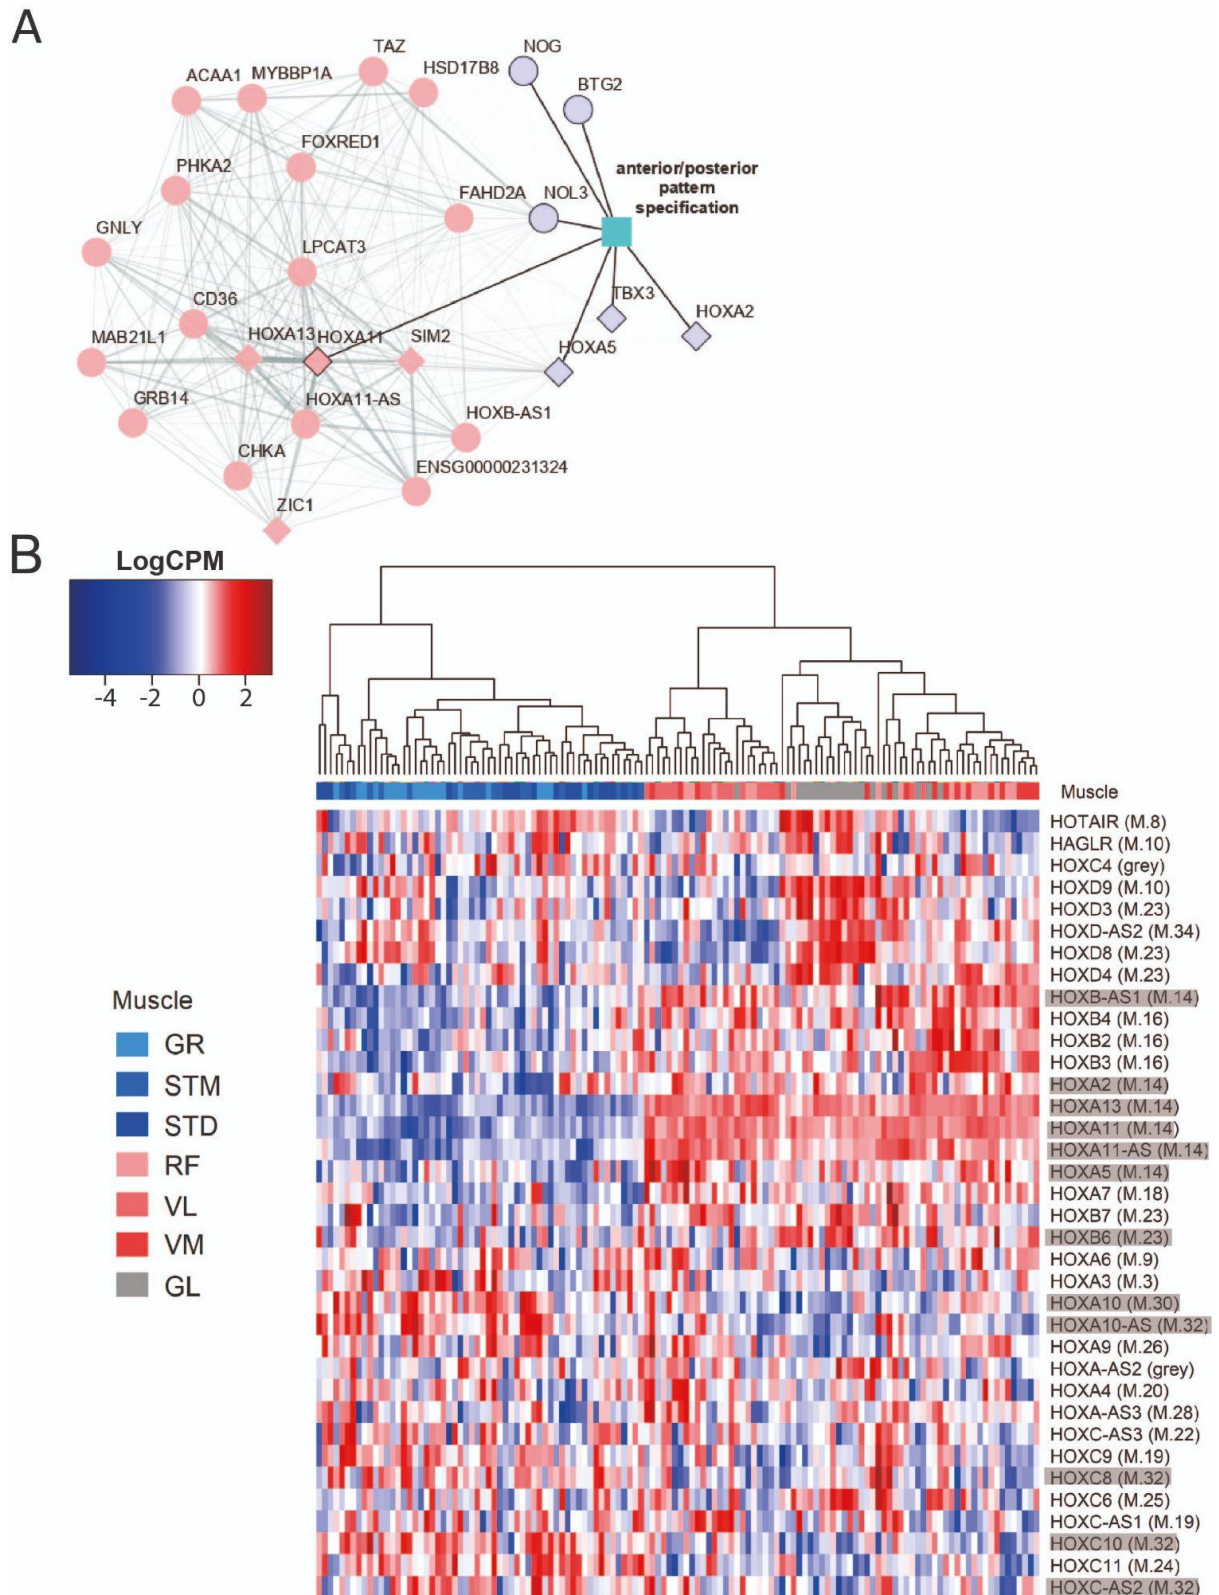 A
TAZ
NOG
ACAA1
MYBBP1A
HSD17B8
BTG2
FOXRED1
PHKA2
anterior/posterior
pattern
specification
FAHD2A
NOL3
GNLY
LPCAT3
CD36
TBX3
HOXA2
MAB21L1
HOXA13
HOXA11
SIM2
HOXA5
GRB14
HOXA11-AS
HOXB-AS1
CHKA
ENSG00000231324
ZIC1
B
LogCPM
-4 -2 0 2
Muscle
HOTAIR (M.8)
HAGLR (M.10)
HOXC4 (grey)
HOXD9 (M.10)
HOXD3 (M.23)
HOXD-AS2 (M.34)
HOXD8 (M.23)
HOXD4 (M.23)
HOXB-AS1 (M.14)
HOXB4 (M.16)
HOXB2 (M.16)
HOXB3 (M.16)
HOXA2 (M.14)
HOXA13 (M.14)
HOXA11 (M.14)
HOXA11-AS (M.14)
HOXA5 (M.14)
HOXA7 (M.18)
HOXB7 (M.23)
HOXB6 (M.23)
HOXA6 (M.9)
HOXA3 (M.3)
HOXA10 (M.30)
HOXA10-AS (M.32)
HOXA9 (M.26)
HOXA-AS2 (grey)
HOXA4 (M.20)
HOXA-AS3 (M.28)
HOXC-AS3 (M.22)
HOXC9 (M.19)
HOXC8 (M.32)
HOXC6 (M.25)
HOXC-AS1 (M.19)
HOXC10 (M.32)
HOXC11 (M.24)
HOXC-AS2 (M.32)
Muscle
GR
STM
STD
RF
VL
VM
GL